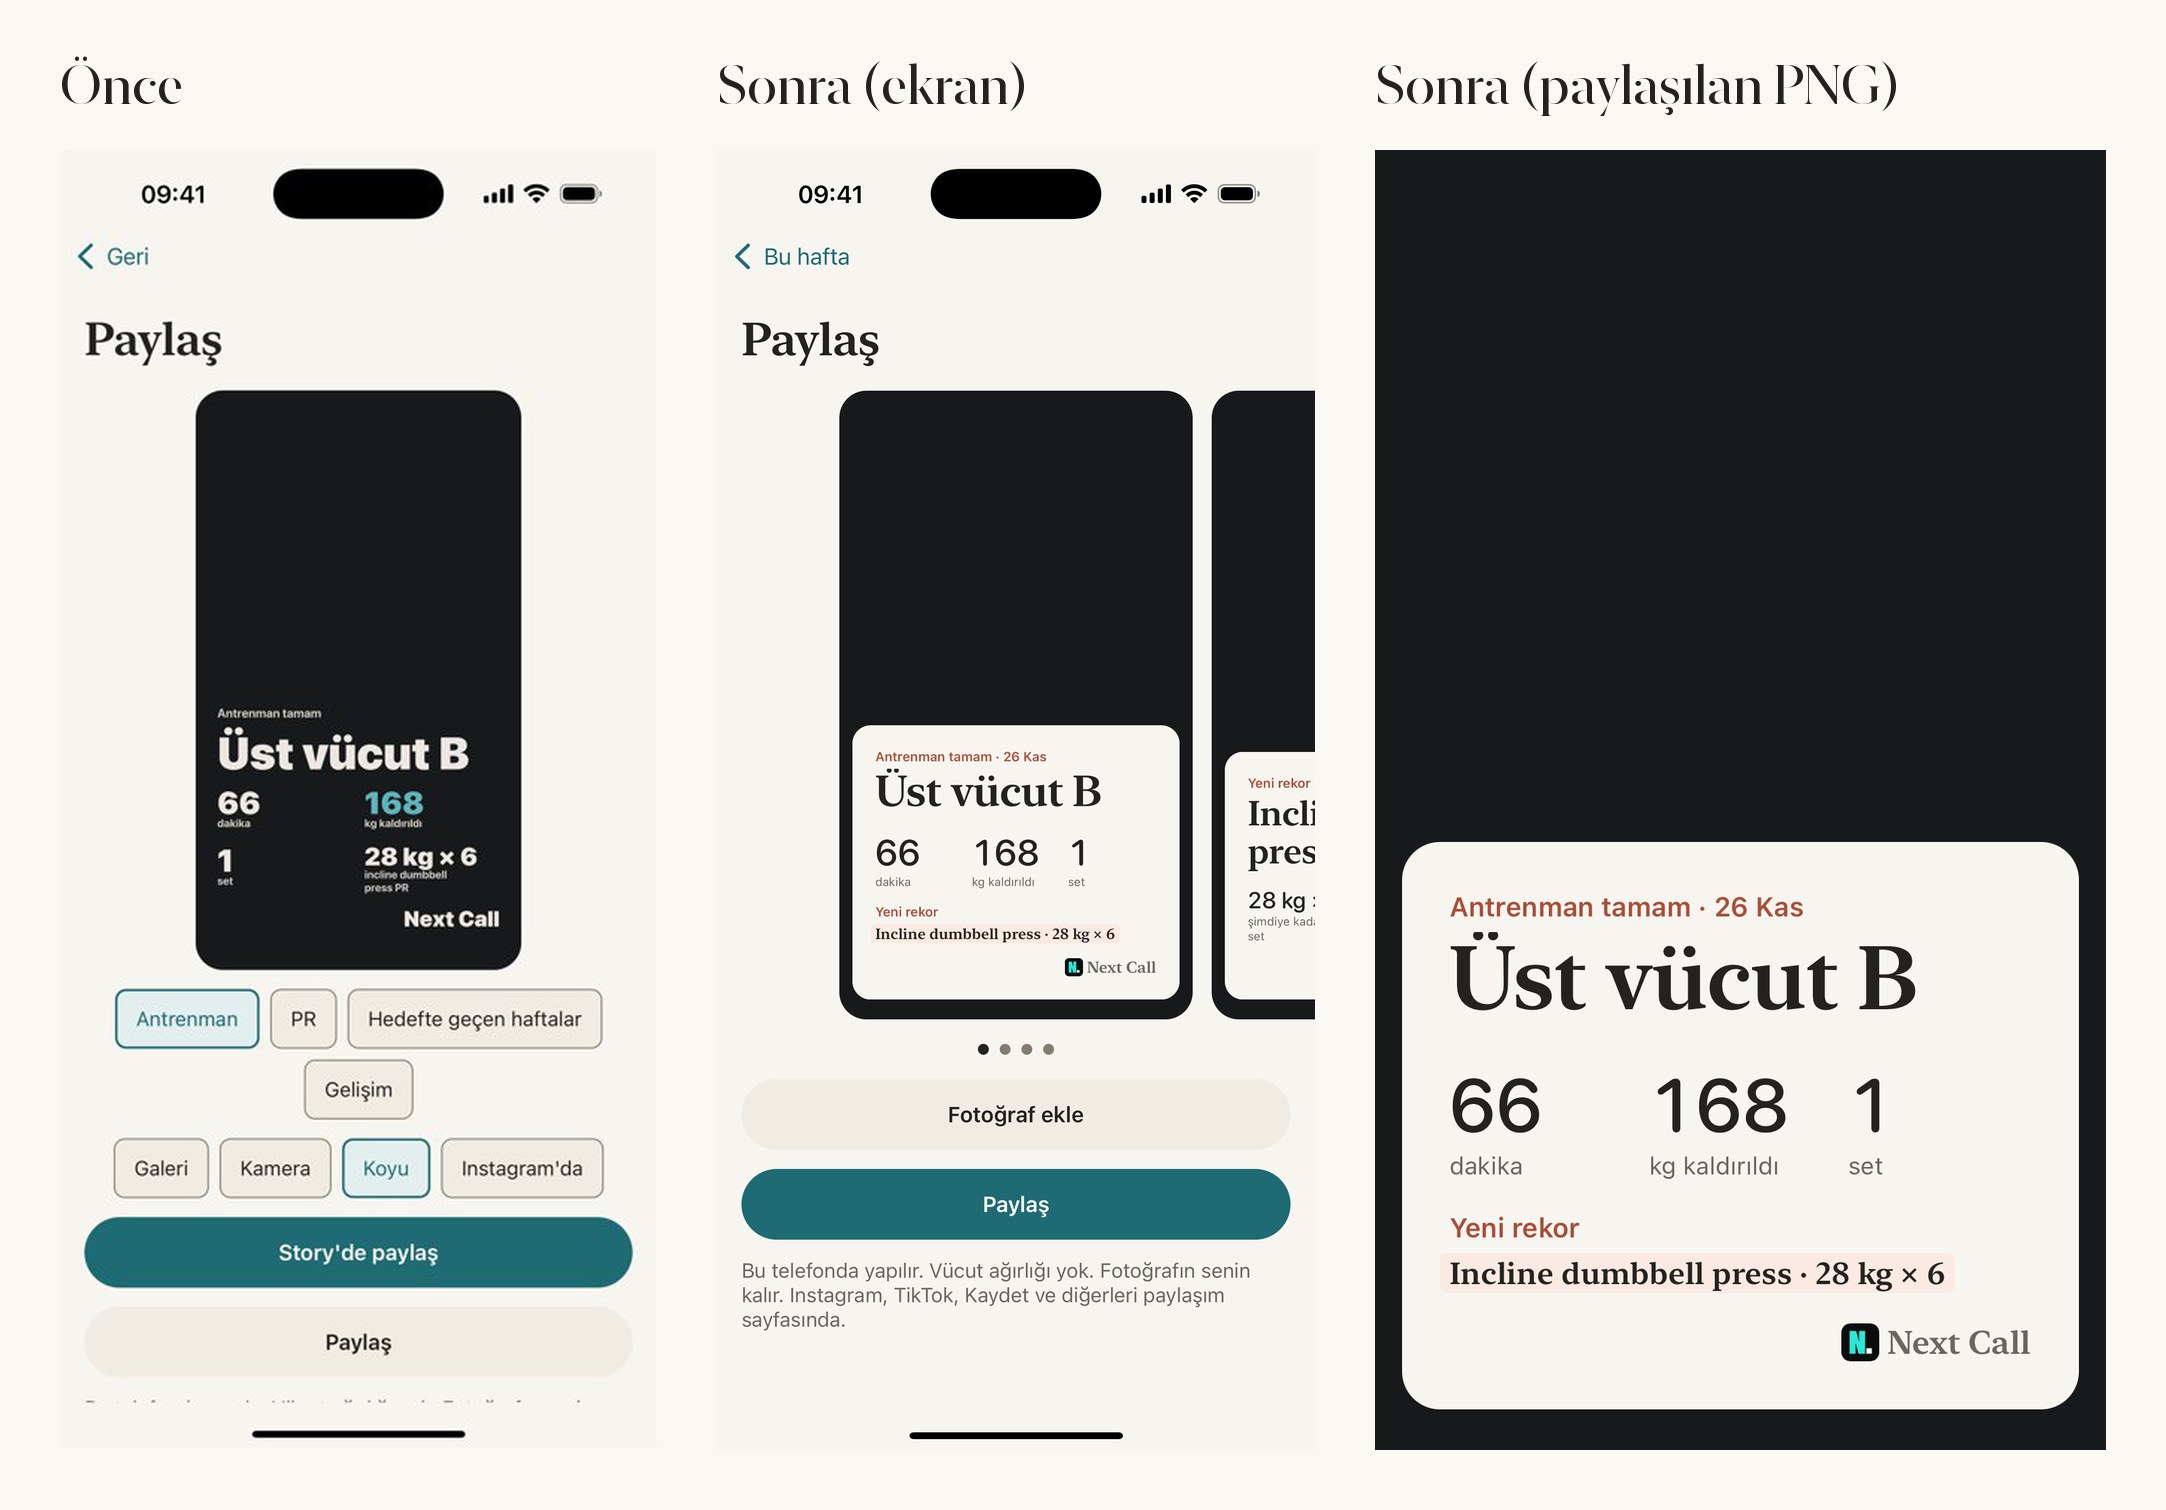 Önce
09:41
Geri
Paylaş
Antrenman tamam
Üst vücut B
66
168
dakika
kg kaldırıldı
1
28 kg × 6
set
incline dumbbell
press PR
Next Call
Antrenman
PR
Hedefte geçen haftalar
Gelişim
Galeri
Kamera
Koyu
Instagram'da
Story'de paylaş
Paylaş
Sonra (ekran)
09:41
Bu hafta
Paylaş
Antrenman tamam · 26 Kas
Üst vücut B
66 168 1
dakika kg kaldırıldı set
Yeni rekor
Incline dumbbell press · 28 kg × 6
N. Next Call
Yeni rekor
28 kg
set
Fotoğraf ekle
Paylaş
Bu telefonda yapılır. Vücut ağırlığı yok. Fotoğrafın senin
kalır. Instagram, TikTok, Kaydet ve diğerleri paylaşım
sayfasında.
Sonra (paylaşılan PNG)
Antrenman tamam · 26 Kas
Üst vücut B
66 168 1
dakika kg kaldırıldı set
Yeni rekor
Incline dumbbell press · 28 kg × 6
N. Next Call